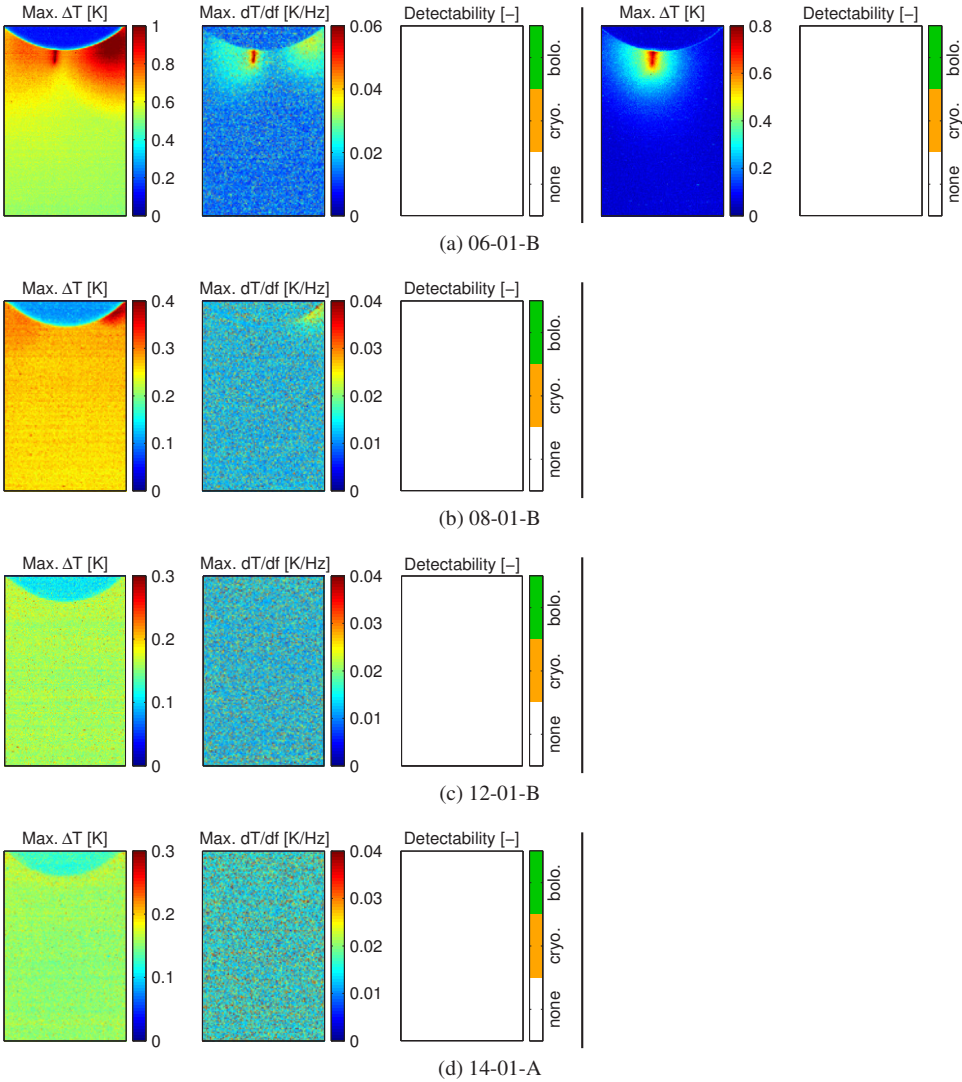 Max. ΔT [K] Max. dT/df [K/Hz] Detectability [−] Max. ΔT [K] Detectability [−]
1
0.8
0.6
0.4
0.2
0
0.06
0.04
0.02
0
bolo.
cryo.
none
0.8
0.6
0.4
0.2
0
bolo.
cryo.
none
(a) 06-01-B
Max. ΔT [K] Max. dT/df [K/Hz] Detectability [−]
0.4
0.3
0.2
0.1
0
0.04
0.03
0.02
0.01
0
bolo.
cryo.
none
(b) 08-01-B
Max. ΔT [K] Max. dT/df [K/Hz] Detectability [−]
0.3
0.2
0.1
0
0.04
0.03
0.02
0.01
0
bolo.
cryo.
none
(c) 12-01-B
Max. ΔT [K] Max. dT/df [K/Hz] Detectability [−]
0.3
0.2
0.1
0
0.04
0.03
0.02
0.01
0
bolo.
cryo.
none
(d) 14-01-A